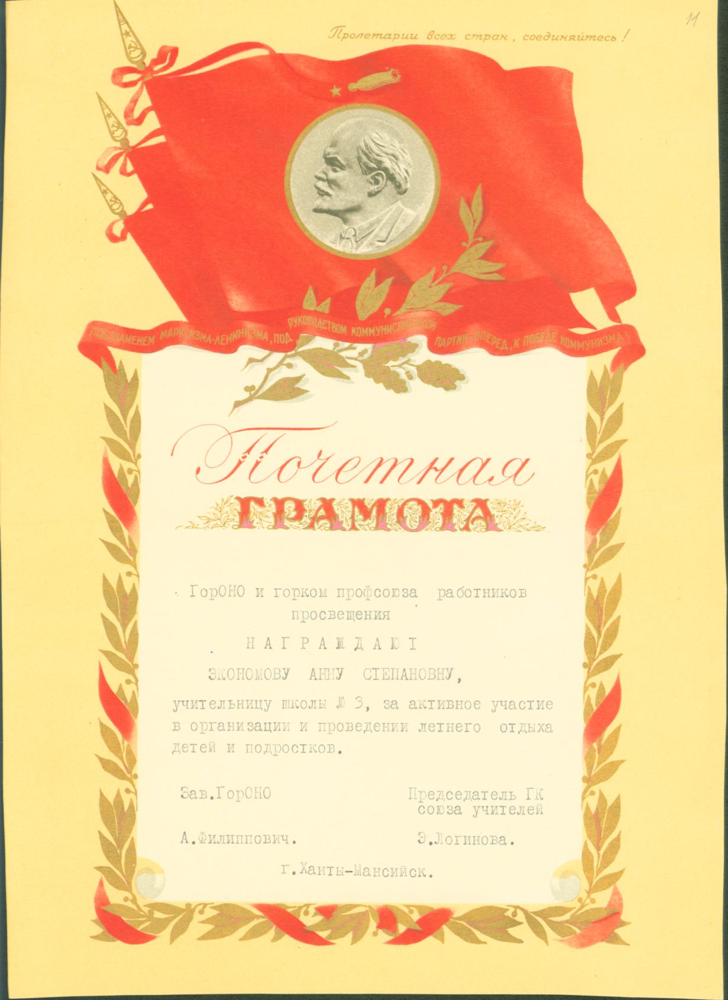 11
Пролетарии всех стран, соединяйтесь!
ПОД ЗНАМЕНЕМ МАРКСИЗМА-ЛЕНИНИЗМА, ПОД РУКОВОДСТВОМ КОММУНИСТИЧЕСКОЙ ПАРТИИ - ВПЕРЕД, К ПОБЕДЕ КОММУНИЗМА!
Почетная
ГРАМОТА
ГорОНО и горком профсоюза работников
просвещения
НАГРАЖДАЮТ
ЭКОНОМОВУ АННУ СТЕПАНОВНУ,
учительницу школы № 3, за активное участие
в организации и проведении летнего отдыха
детей и подростков.
Зав.ГорОНО
Председатель ГК
союза учителей
А.Филиппович.
Э.Логинова.
г.Ханты-Мансийск.